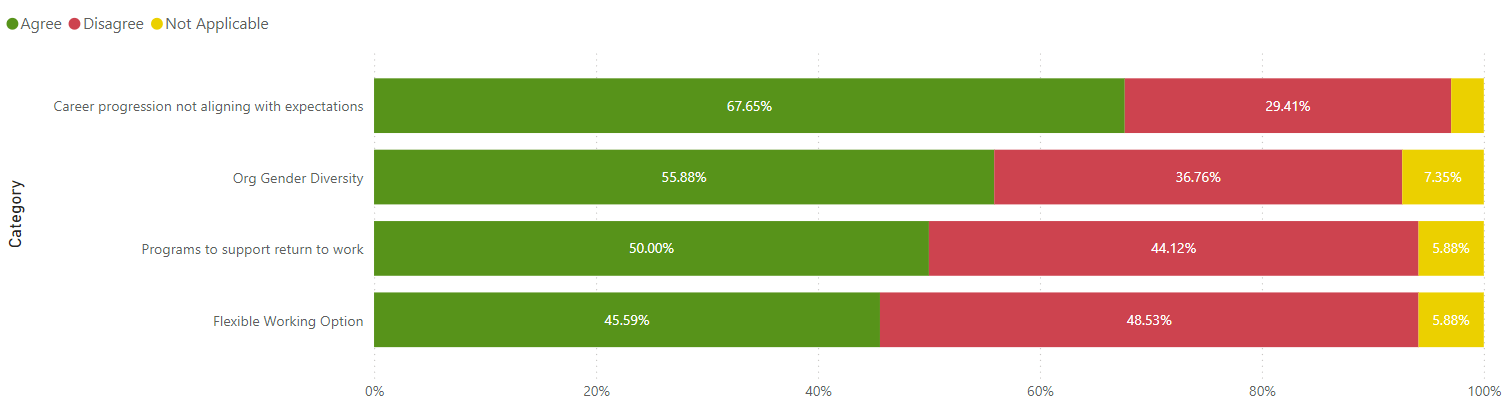 Agree Disagree Not Applicable
Category
Career progression not aligning with expectations 67.65% 29.41%
Org Gender Diversity 55.88% 36.76% 7.35%
Programs to support return to work 50.00% 44.12% 5.88%
Flexible Working Option 45.59% 48.53% 5.88%
0% 20% 40% 60% 80% 100%